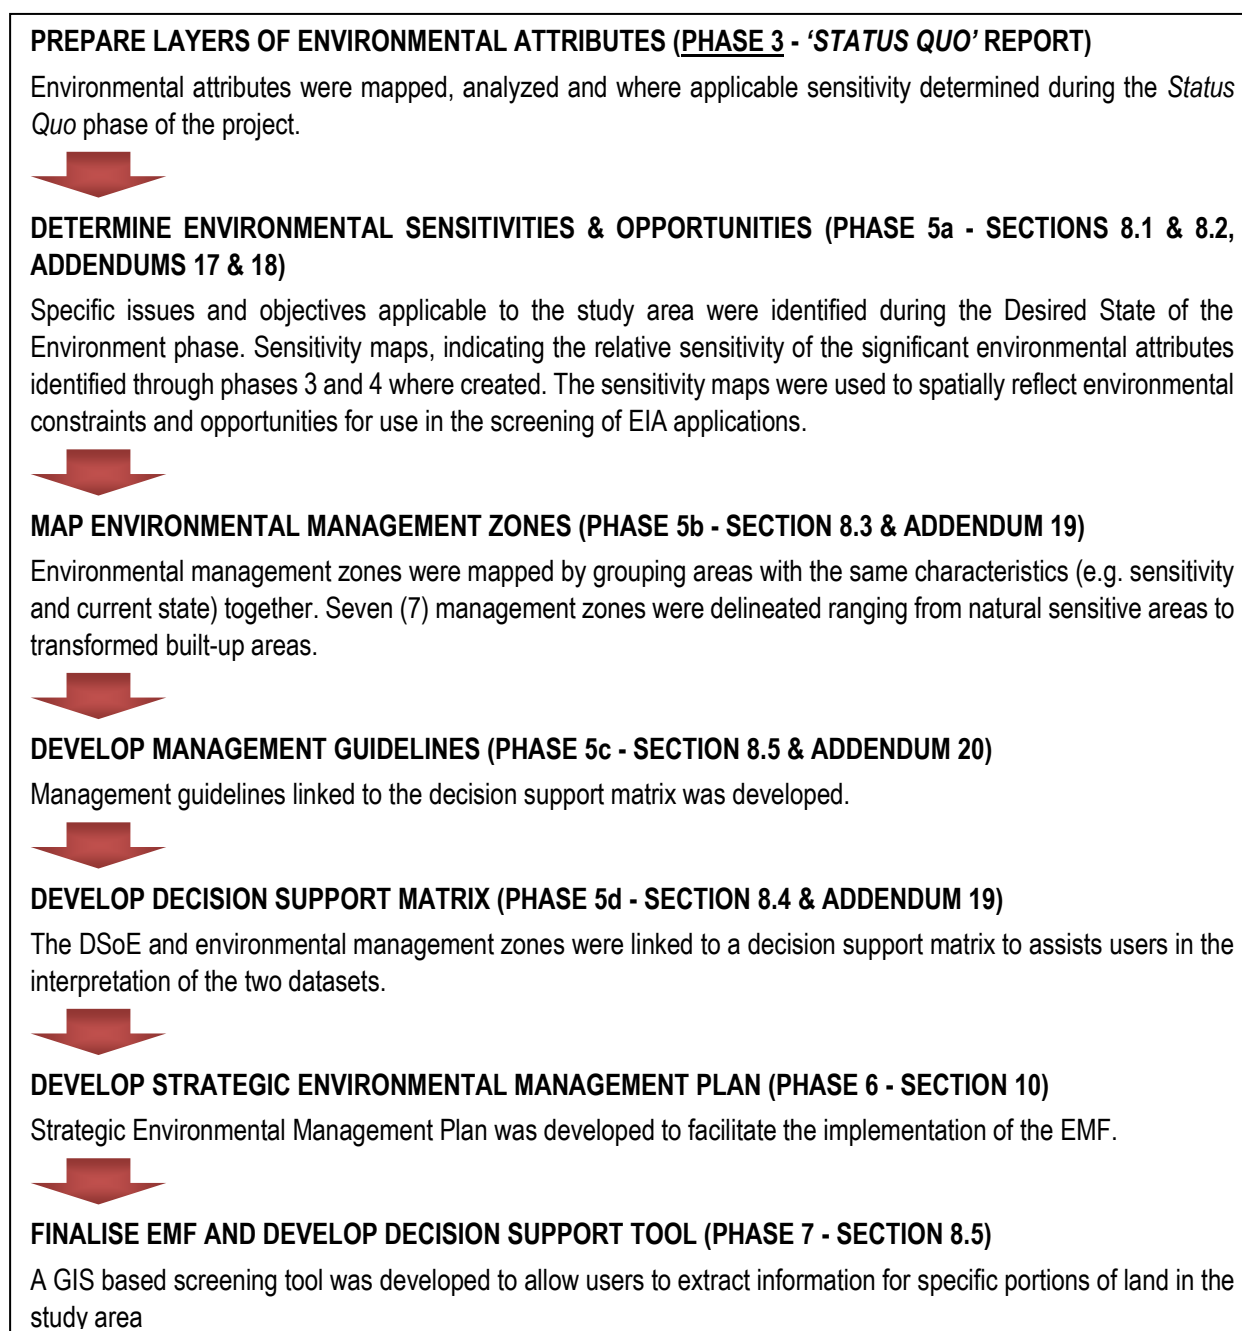 PREPARE LAYERS OF ENVIRONMENTAL ATTRIBUTES (PHASE 3 - 'STATUS QUO' REPORT)
Environmental attributes were mapped, analyzed and where applicable sensitivity determined during the Status
Quo phase of the project.
DETERMINE ENVIRONMENTAL SENSITIVITIES & OPPORTUNITIES (PHASE 5a - SECTIONS 8.1 & 8.2,
ADDENDUMS 17 & 18)
Specific issues and objectives applicable to the study area were identified during the Desired State of the
Environment phase. Sensitivity maps, indicating the relative sensitivity of the significant environmental attributes
identified through phases 3 and 4 where created. The sensitivity maps were used to spatially reflect environmental
constraints and opportunities for use in the screening of EIA applications.
MAP ENVIRONMENTAL MANAGEMENT ZONES (PHASE 5b - SECTION 8.3 & ADDENDUM 19)
Environmental management zones were mapped by grouping areas with the same characteristics (e.g. sensitivity
and current state) together. Seven (7) management zones were delineated ranging from natural sensitive areas to
transformed built-up areas.
DEVELOP MANAGEMENT GUIDELINES (PHASE 5c - SECTION 8.5 & ADDENDUM 20)
Management guidelines linked to the decision support matrix was developed.
DEVELOP DECISION SUPPORT MATRIX (PHASE 5d - SECTION 8.4 & ADDENDUM 19)
The DSoE and environmental management zones were linked to a decision support matrix to assists users in the
interpretation of the two datasets.
DEVELOP STRATEGIC ENVIRONMENTAL MANAGEMENT PLAN (PHASE 6 - SECTION 10)
Strategic Environmental Management Plan was developed to facilitate the implementation of the EMF.
FINALISE EMF AND DEVELOP DECISION SUPPORT TOOL (PHASE 7 - SECTION 8.5)
A GIS based screening tool was developed to allow users to extract information for specific portions of land in the
study area